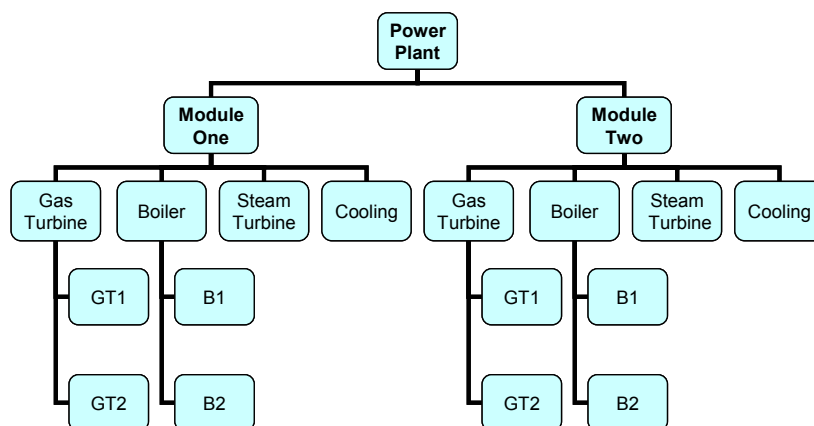 Power
Plant
Module
One
Module
Two
Gas
Turbine
Boiler
Steam
Turbine
Cooling
Gas
Turbine
Boiler
Steam
Turbine
Cooling
GT1
B1
GT1
B1
GT2
B2
GT2
B2